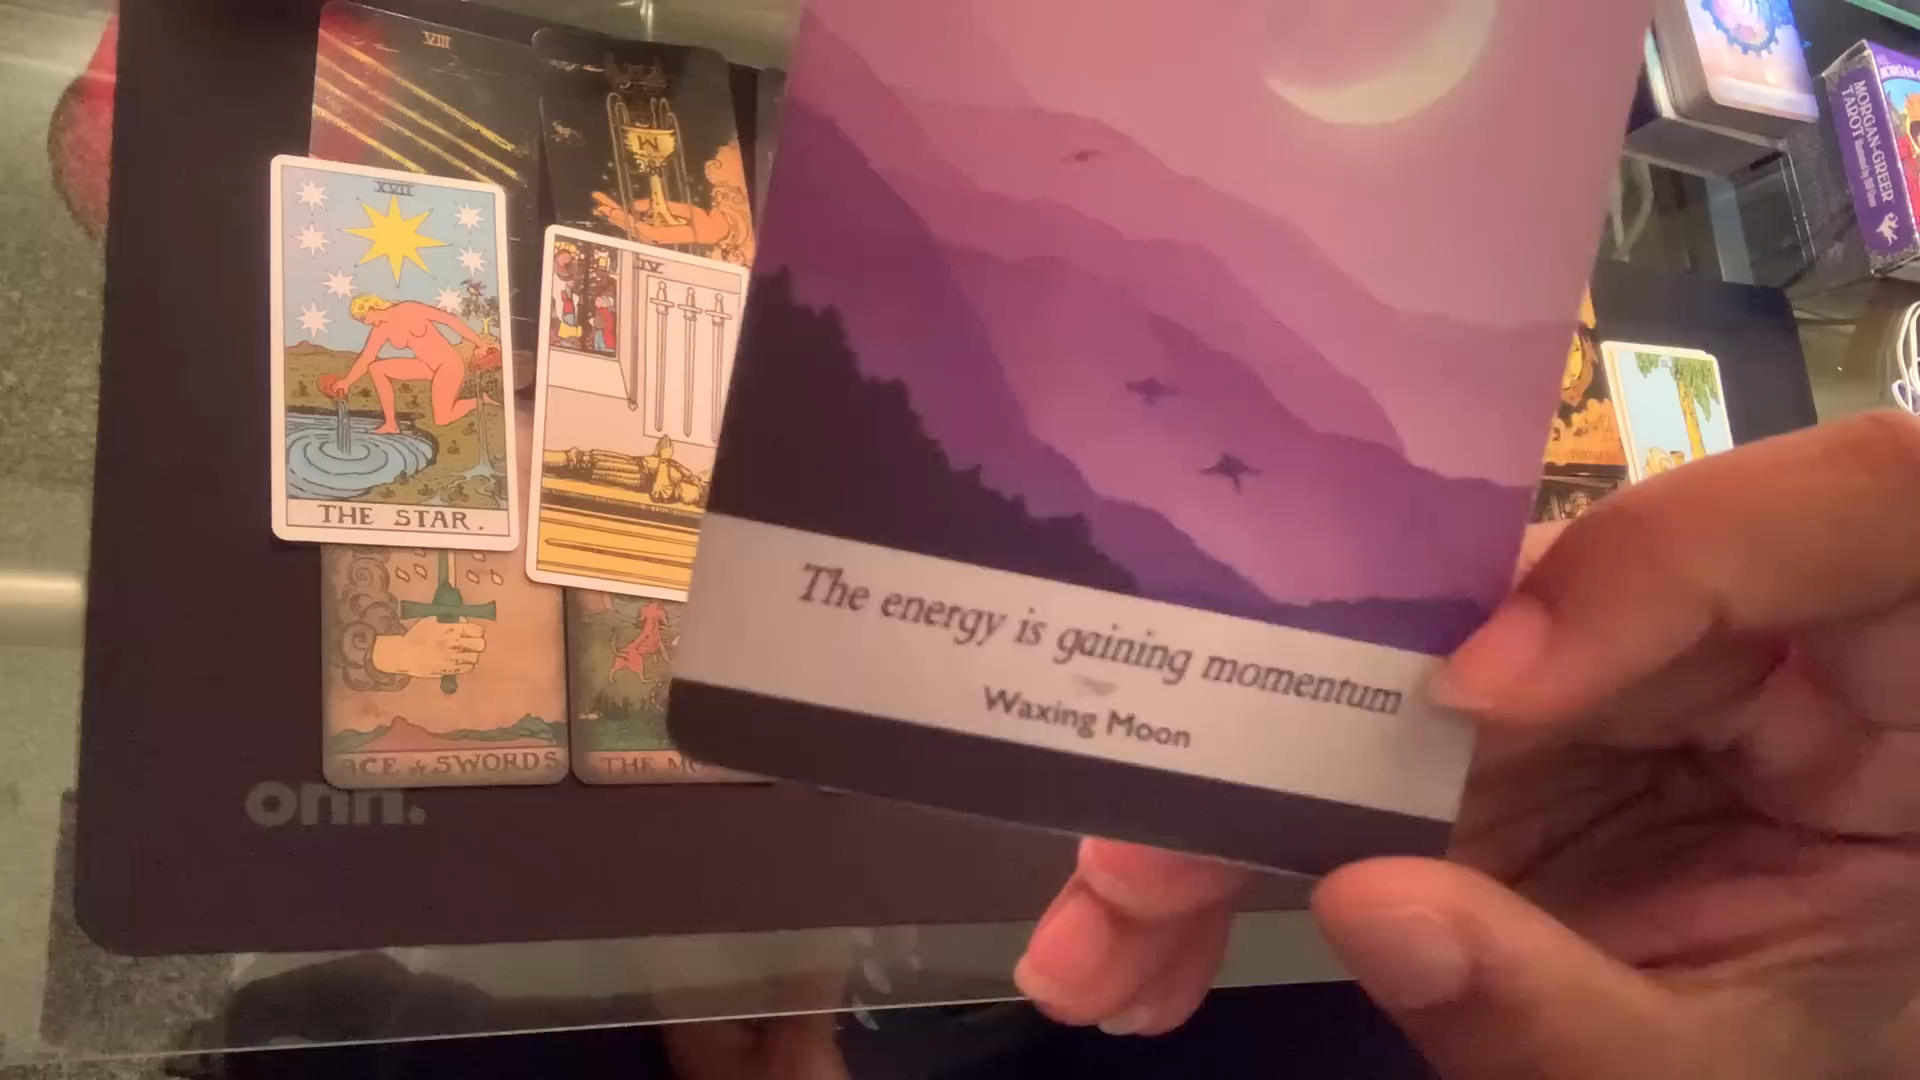 VIII
XVII
THE STAR.
IV
ACE of SWORDS
THE
onn.
The energy is gaining momentum
Waxing Moon
MORGAN-GREER
TAROT